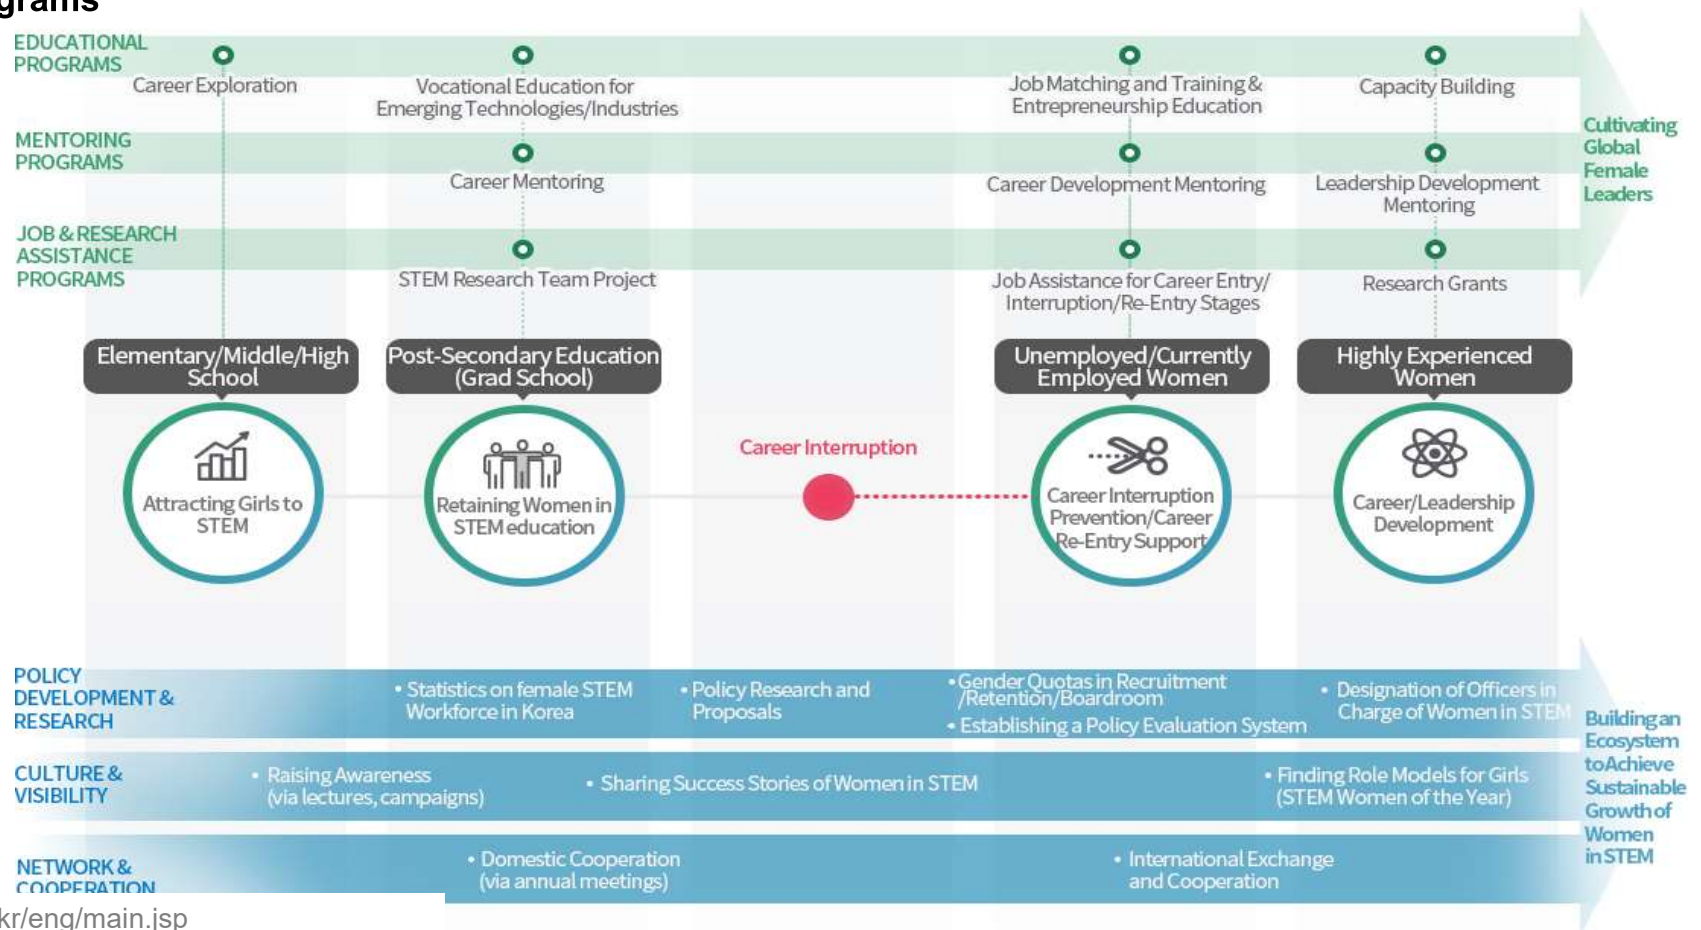 grams
EDUCATIONAL
PROGRAMS
Career Exploration
Vocational Education for
Emerging Technologies/Industries
Job Matching and Training &
Entrepreneurship Education
Capacity Building
MENTORING
PROGRAMS
Career Mentoring
Career Development Mentoring
Leadership Development
Mentoring
JOB & RESEARCH
ASSISTANCE
PROGRAMS
STEM Research Team Project
Job Assistance for Career Entry/
Interruption/Re-Entry Stages
Research Grants
Cultivating
Global
Female
Leaders
Elementary/Middle/High
School
Post-Secondary Education
(Grad School)
Unemployed/Currently
Employed Women
Highly Experienced
Women
Attracting Girls to
STEM
Retaining Women in
STEM education
Career Interruption
Career Interruption
Prevention/Career
Re-Entry Support
Career/Leadership
Development
POLICY
DEVELOPMENT &
RESEARCH
• Statistics on female STEM
Workforce in Korea
• Policy Research and
Proposals
• Gender Quotas in Recruitment
/Retention/Boardroom
• Establishing a Policy Evaluation System
• Designation of Officers in
Charge of Women in STEM
CULTURE &
VISIBILITY
• Raising Awareness
(via lectures, campaigns)
• Sharing Success Stories of Women in STEM
• Finding Role Models for Girls
(STEM Women of the Year)
NETWORK &
COOPERATION
• Domestic Cooperation
(via annual meetings)
• International Exchange
and Cooperation
Building an
Ecosystem
to Achieve
Sustainable
Growth of
Women
in STEM
kr/eng/main.jsp